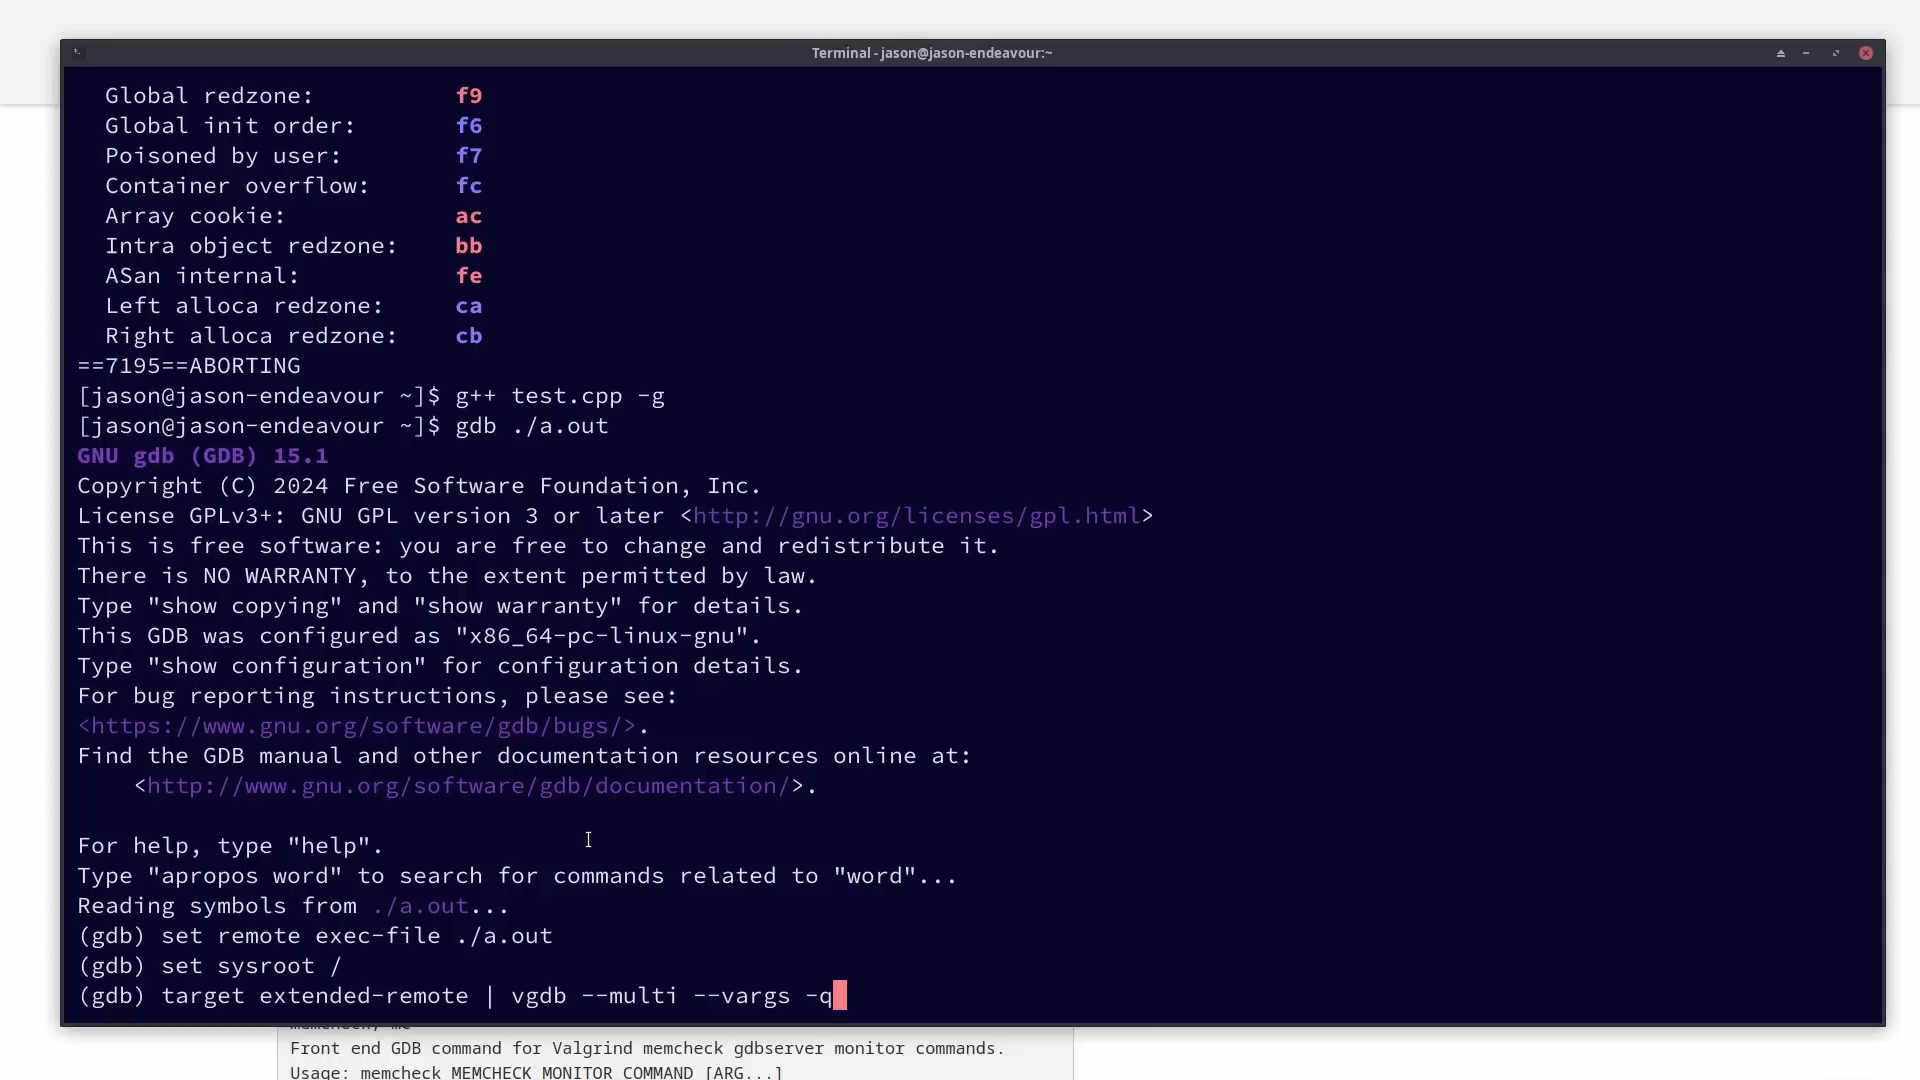 Terminal - jason@jason-endeavour:~
Global redzone: f9
Global init order: f6
Poisoned by user: f7
Container overflow: fc
Array cookie: ac
Intra object redzone: bb
ASan internal: fe
Left alloca redzone: ca
Right alloca redzone: cb
==7195==ABORTING
[jason@jason-endeavour ~]$ g++ test.cpp -g
[jason@jason-endeavour ~]$ gdb ./a.out
GNU gdb (GDB) 15.1
Copyright (C) 2024 Free Software Foundation, Inc.
License GPLv3+: GNU GPL version 3 or later <http://gnu.org/licenses/gpl.html>
This is free software: you are free to change and redistribute it.
There is NO WARRANTY, to the extent permitted by law.
Type "show copying" and "show warranty" for details.
This GDB was configured as "x86_64-pc-linux-gnu".
Type "show configuration" for configuration details.
For bug reporting instructions, please see:
<https://www.gnu.org/software/gdb/bugs/>.
Find the GDB manual and other documentation resources online at:
<http://www.gnu.org/software/gdb/documentation/>.
For help, type "help".
Type "apropos word" to search for commands related to "word"...
Reading symbols from ./a.out...
(gdb) set remote exec-file ./a.out
(gdb) set sysroot /
(gdb) target extended-remote | vgdb --multi --vargs -q
Front end GDB command for Valgrind memcheck gdbserver monitor commands.
Usage: memcheck MEMCHECK_MONITOR_COMMAND [ARG...]